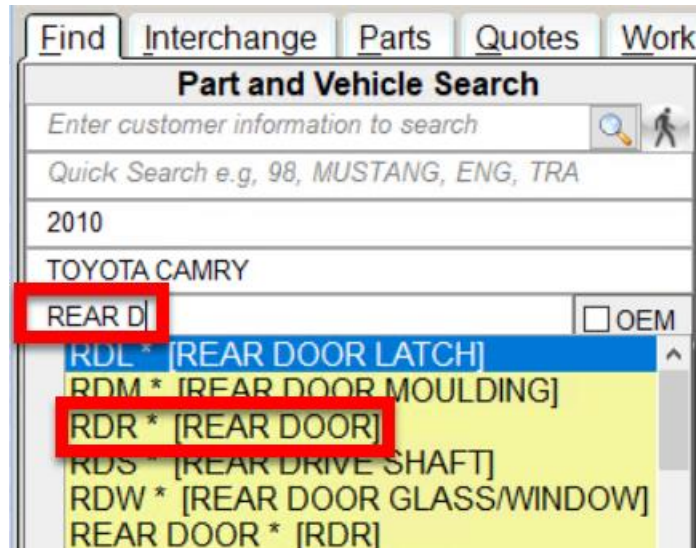 Find Interchange Parts Quotes Work
Part and Vehicle Search
Enter customer information to search
Quick Search e.g, 98, MUSTANG, ENG, TRA
2010
TOYOTA CAMRY
REAR D OEM
RDL * [REAR DOOR LATCH]
RDM * [REAR DOOR MOULDING]
RDR * [REAR DOOR]
RDS * [REAR DRIVE SHAFT]
RDW * [REAR DOOR GLASS/WINDOW]
REAR DOOR * [RDR]